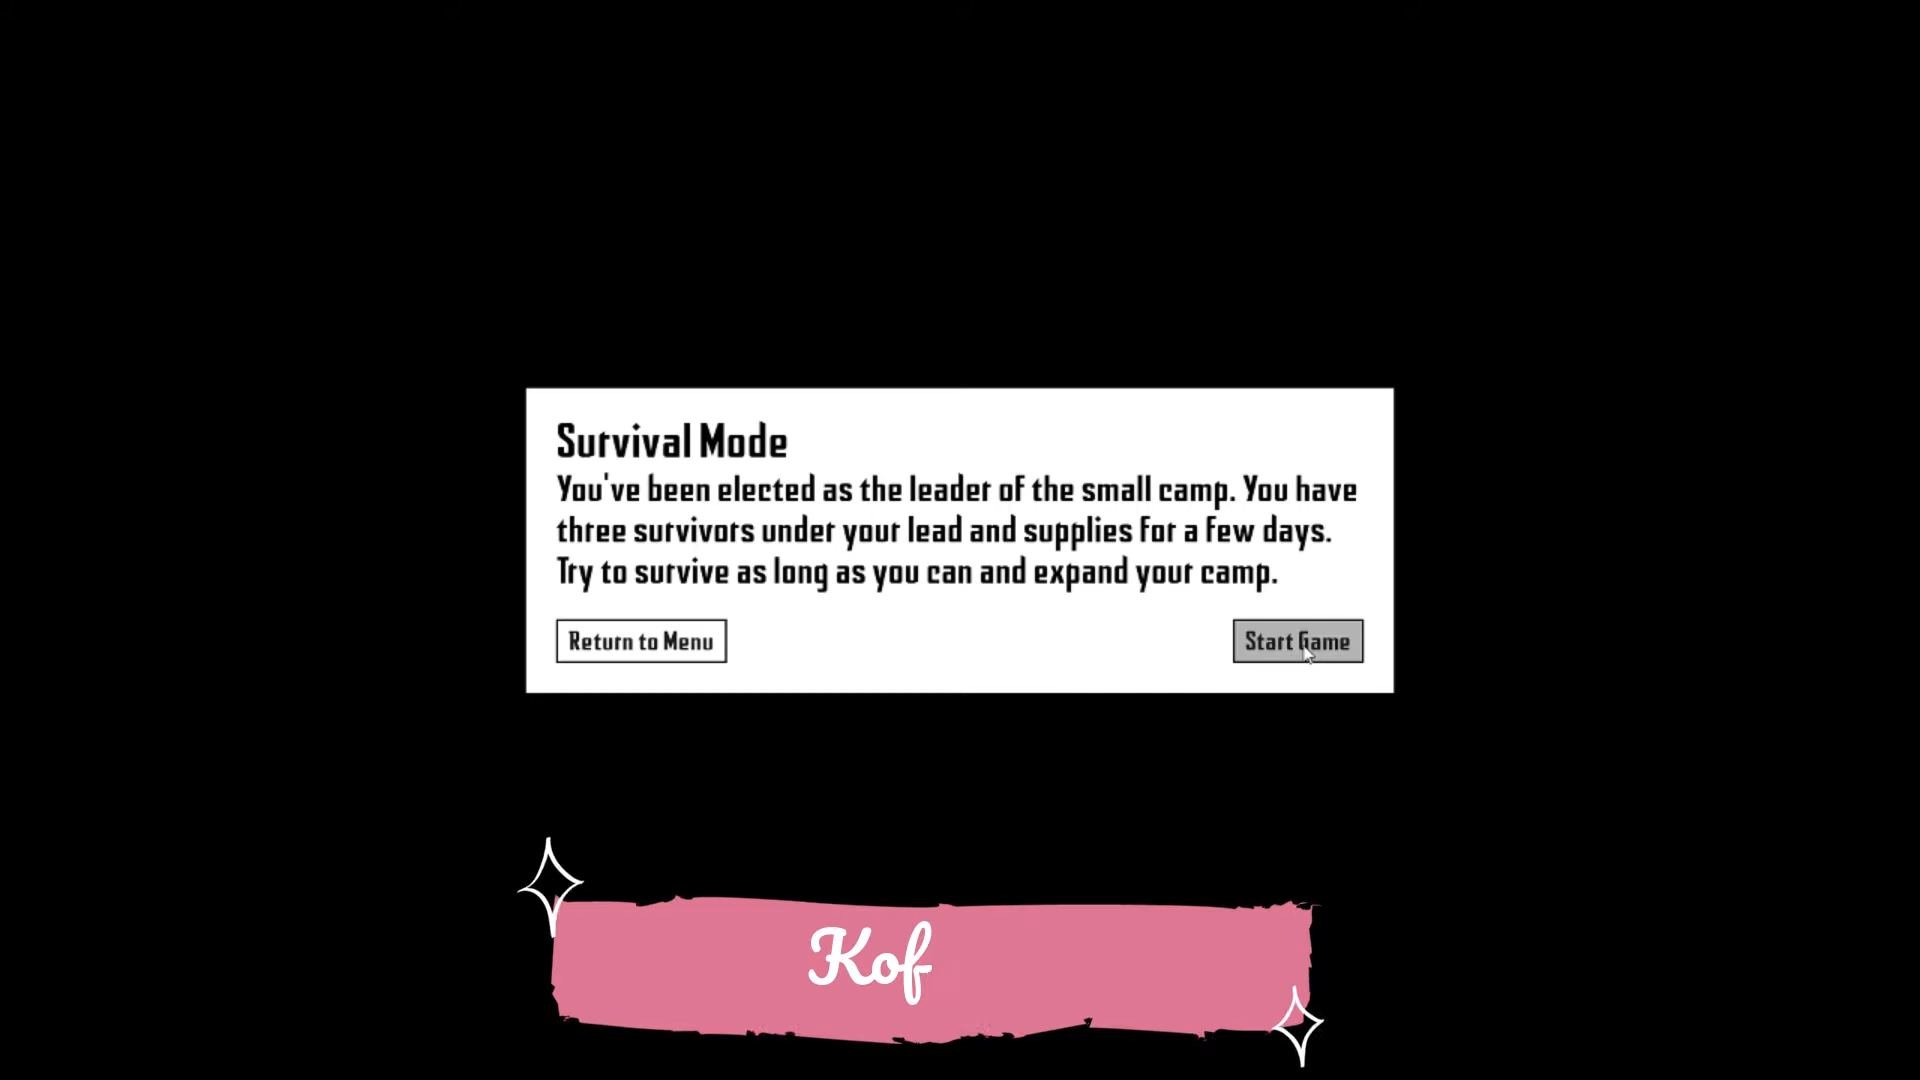 Survival Mode
You've been elected as the leader of the small camp. You have
three survivors under your lead and supplies for a few days.
Try to survive as long as you can and expand your camp.
Return to Menu
Start Game
Kof